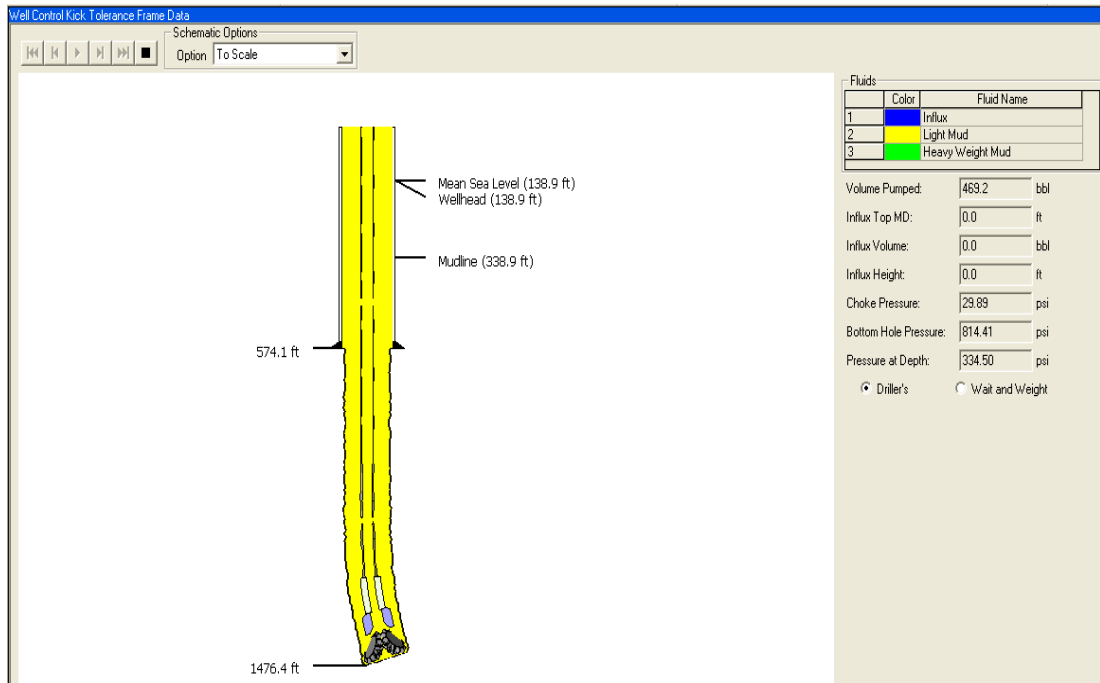 Well Control Kick Tolerance Frame Data
Schematic Options
Option To Scale
Mean Sea Level (138.9 ft)
Wellhead (138.9 ft)
Mudline (338.9 ft)
574.1 ft
1476.4 ft
Fluids
Color Fluid Name
1 Influx
2 Light Mud
3 Heavy Weight Mud
Volume Pumped: 469.2 bbl
Influx Top MD: 0.0 ft
Influx Volume: 0.0 bbl
Influx Height: 0.0 ft
Choke Pressure: 29.89 psi
Bottom Hole Pressure: 814.41 psi
Pressure at Depth: 334.50 psi
Driller's Wait and Weight